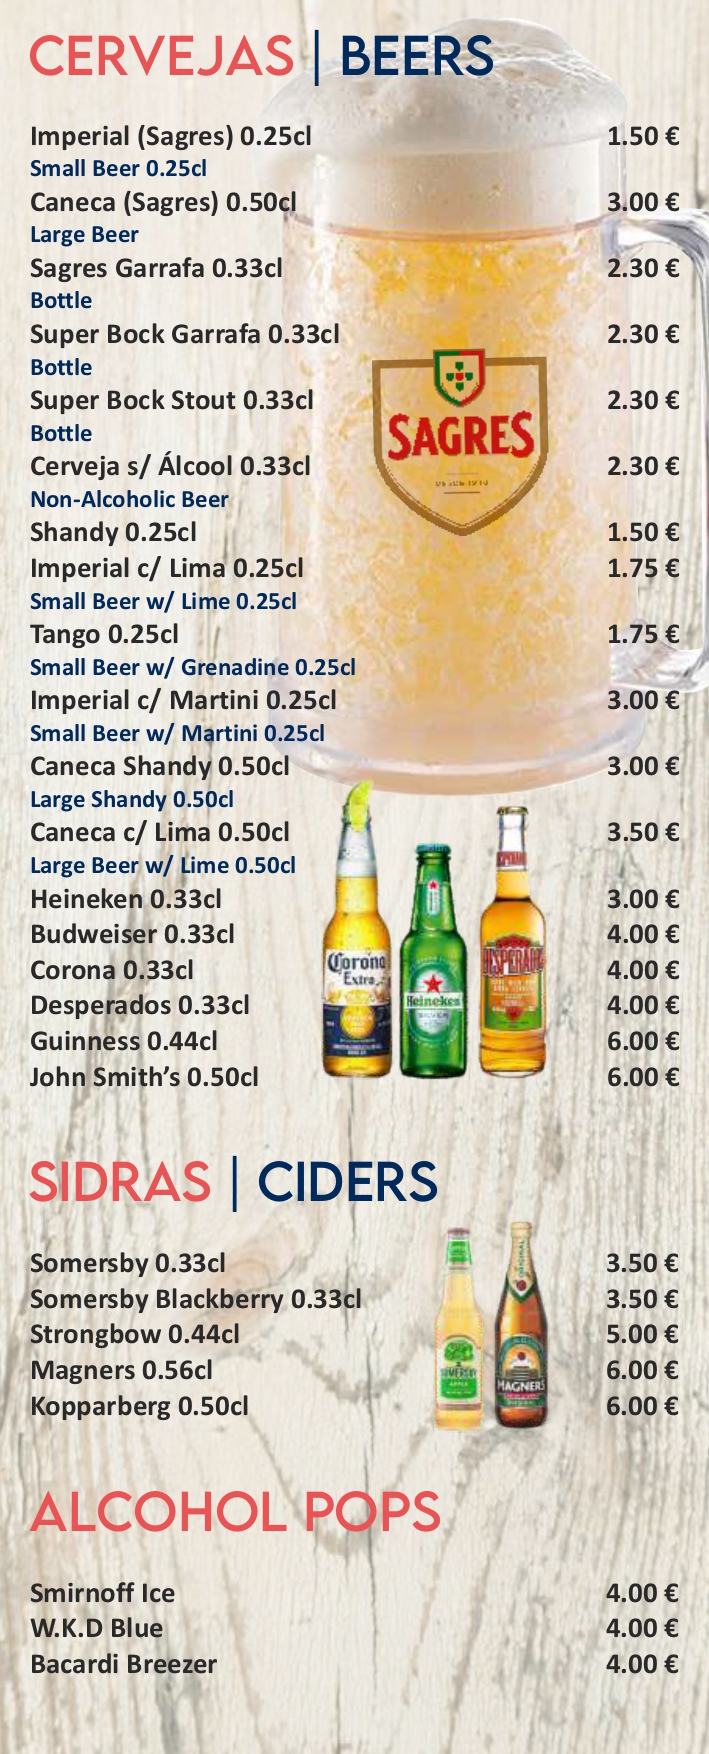 CERVEJAS | BEERS
Imperial (Sagres) 0.25cl 1.50 €
Small Beer 0.25cl
Caneca (Sagres) 0.50cl 3.00 €
Large Beer
Sagres Garrafa 0.33cl 2.30 €
Bottle
Super Bock Garrafa 0.33cl 2.30 €
Bottle
Super Bock Stout 0.33cl 2.30 €
Bottle
SAGRES
Cerveja s/ Álcool 0.33cl 2.30 €
Non-Alcoholic Beer
Shandy 0.25cl 1.50 €
Imperial c/ Lima 0.25cl 1.75 €
Small Beer w/ Lime 0.25cl
Tango 0.25cl 1.75 €
Small Beer w/ Grenadine 0.25cl
Imperial c/ Martini 0.25cl 3.00 €
Small Beer w/ Martini 0.25cl
Caneca Shandy 0.50cl 3.00 €
Large Shandy 0.50cl
Caneca c/ Lima 0.50cl 3.50 €
Large Beer w/ Lime 0.50cl
Heineken 0.33cl 3.00 €
Budweiser 0.33cl 4.00 €
Corona 0.33cl 4.00 €
Desperados 0.33cl 4.00 €
Guinness 0.44cl 6.00 €
John Smith’s 0.50cl 6.00 €
Corona
Extra
Heineken
SILVER
DESPERADOS
SIDRAS | CIDERS
Somersby 0.33cl 3.50 €
Somersby Blackberry 0.33cl 3.50 €
Strongbow 0.44cl 5.00 €
Magners 0.56cl 6.00 €
Kopparberg 0.50cl 6.00 €
ORIGINAL
SOMERSBY
APPLE
MAGNERS
ALCOHOL POPS
Smirnoff Ice 4.00 €
W.K.D Blue 4.00 €
Bacardi Breezer 4.00 €